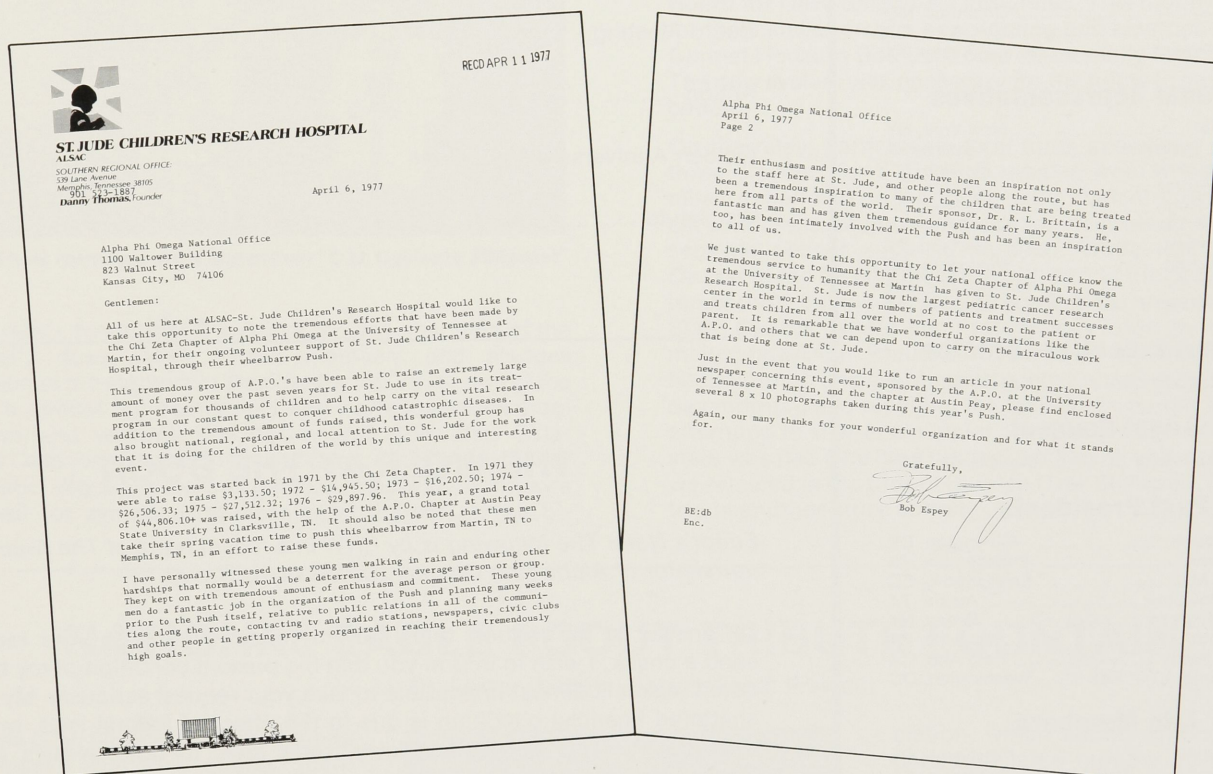 RECD APR 1 1 1977
ST. JUDE CHILDREN'S RESEARCH HOSPITAL
ALSAC
SOUTHERN REGIONAL OFFICE:
539 Lane Avenue
Memphis, Tennessee 38105
901 523-1887
Danny Thomas, Founder
April 6, 1977
Alpha Phi Omega National Office
1100 Waltower Building
823 Walnut Street
Kansas City, MO 74106
Gentlemen:
All of us here at ALSAC-St. Jude Children's Research Hospital would like to
take this opportunity to note the tremendous efforts that have been made by
the Chi Zeta Chapter of Alpha Phi Omega at the University of Tennessee at
Martin, for their ongoing volunteer support of St. Jude Children's Research
Hospital, through their wheelbarrow Push.
This tremendous group of A.P.O.'s have been able to raise an extremely large
amount of money over the past seven years for St. Jude to use in its treat-
ment program for thousands of children and to help carry on the vital research
program in our constant quest to conquer childhood catastrophic diseases. In
addition to the tremendous amount of funds raised, this wonderful group has
also brought national, regional, and local attention to St. Jude for the work
that it is doing for the children of the world by this unique and interesting
event.
This project was started back in 1971 by the Chi Zeta Chapter. In 1971 they
were able to raise $3,133.50; 1972 - $14,945.50; 1973 - $16,202.50; 1974 -
$26,506.33; 1975 - $27,512.32; 1976 - $29,897.96. This year, a grand total
of $44,806.10+ was raised, with the help of the A.P.O. Chapter at Austin Peay
State University in Clarksville, TN. It should also be noted that these men
take their spring vacation time to push this wheelbarrow from Martin, TN to
Memphis, TN, in an effort to raise these funds.
I have personally witnessed these young men walking in rain and enduring other
hardships that normally would be a deterrent for the average person or group.
They kept on with tremendous amount of enthusiasm and commitment. These young
men do a fantastic job in the organization of the Push and planning many weeks
prior to the Push itself, relative to public relations in all of the communi-
ties along the route, contacting tv and radio stations, newspapers, civic clubs
and other people in getting properly organized in reaching their tremendously
high goals.
Alpha Phi Omega National Office
April 6, 1977
Page 2
Their enthusiasm and positive attitude have been an inspiration not only
to the staff here at St. Jude, and other people along the route, but has
been a tremendous inspiration to many of the children that are being treated
here from all parts of the world. Their sponsor, Dr. R. L. Brittain, is a
fantastic man and has given them tremendous guidance for many years. He,
too, has been intimately involved with the Push and has been an inspiration
to all of us.
We just wanted to take this opportunity to let your national office know the
tremendous service to humanity that the Chi Zeta Chapter of Alpha Phi Omega
at the University of Tennessee at Martin has given to St. Jude Children's
Research Hospital. St. Jude is now the largest pediatric cancer research
center in the world in terms of numbers of patients and treatment successes
and treats children from all over the world at no cost to the patient or
parent. It is remarkable that we have wonderful organizations like the
A.P.O. and others that we can depend upon to carry on the miraculous work
that is being done at St. Jude.
Just in the event that you would like to run an article in your national
newspaper concerning this event, sponsored by the A.P.O. at the University
of Tennessee at Martin, and the chapter at Austin Peay, please find enclosed
several 8 x 10 photographs taken during this year's Push.
Again, our many thanks for your wonderful organization and for what it stands
for.
Gratefully,
Bob Espey
Bob Espey
BE:db
Enc.